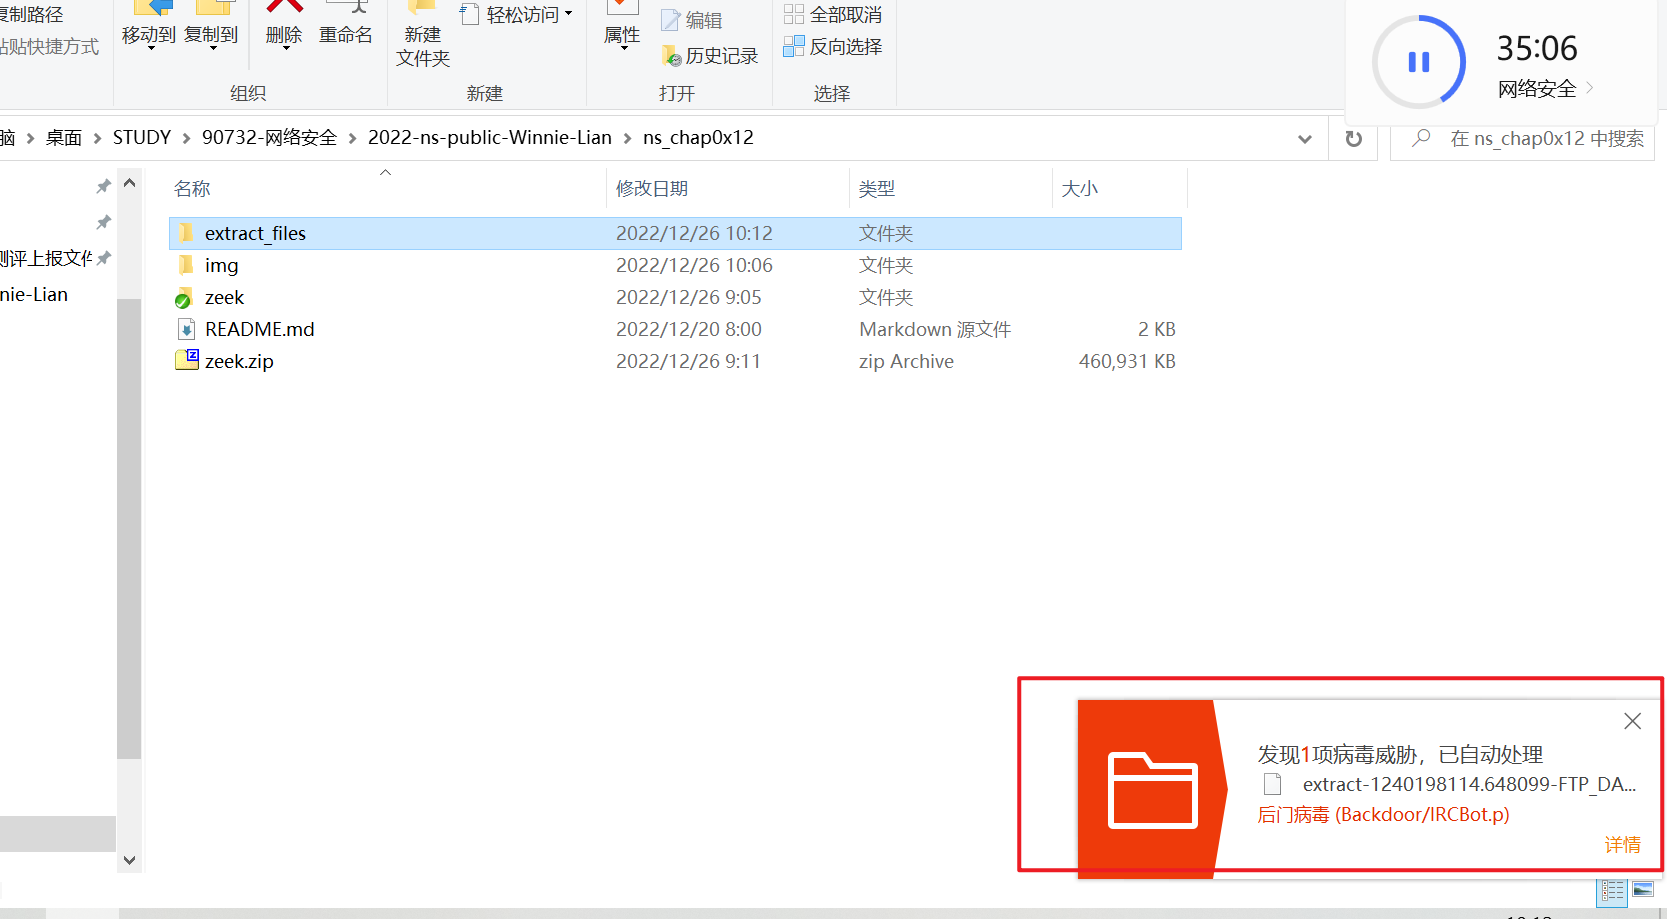 复制路径
粘贴快捷方式
移动到
复制到
删除
重命名
新建
文件夹
轻松访问
属性
编辑
历史记录
全部取消
反向选择
组织
新建
打开
选择
35:06
网络安全
脑
桌面
STUDY
90732-网络安全
2022-ns-public-Winnie-Lian
ns_chap0x12
在 ns_chap0x12 中搜索
测评上报文件
nie-Lian
名称
修改日期
类型
大小
extract_files 2022/12/26 10:12 文件夹
img 2022/12/26 10:06 文件夹
zeek 2022/12/26 9:05 文件夹
README.md 2022/12/20 8:00 Markdown 源文件 2 KB
zeek.zip 2022/12/26 9:11 zip Archive 460,931 KB
发现1项病毒威胁，已自动处理
extract-1240198114.648099-FTP_DA...
后门病毒 (Backdoor/IRCBot.p)
详情